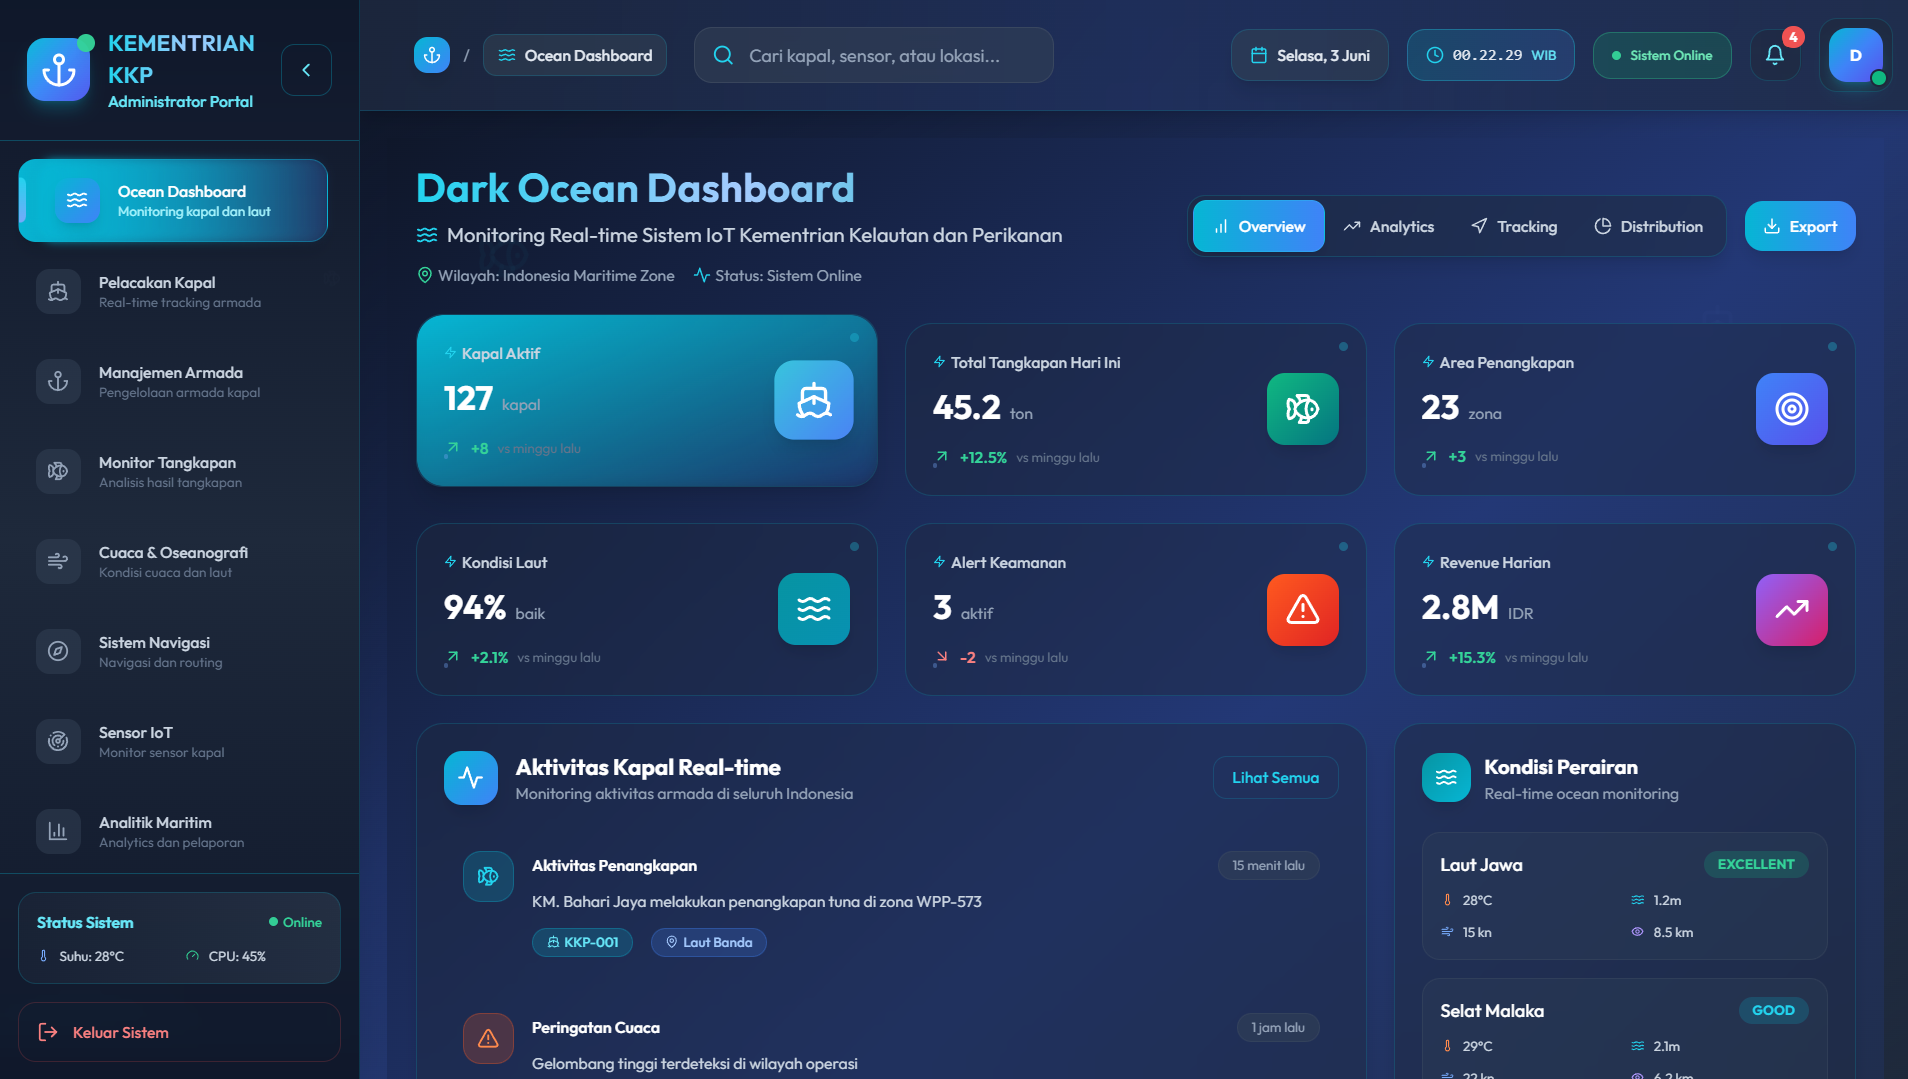 KEMENTRIAN
KKP
Administrator Portal
Ocean Dashboard
Monitoring kapal dan laut
Pelacakan Kapal
Real-time tracking armada
Manajemen Armada
Pengelolaan armada kapal
Monitor Tangkapan
Analisis hasil tangkapan
Cuaca & Oseanografi
Kondisi cuaca dan laut
Sistem Navigasi
Navigasi dan routing
Sensor IoT
Monitor sensor kapal
Analitik Maritim
Analytics dan pelaporan
Status Sistem
Online
Suhu: 28°C
CPU: 45%
Keluar Sistem
/
Ocean Dashboard
Cari kapal, sensor, atau lokasi...
Selasa, 3 Juni
00.22.29 WIB
Sistem Online
4
D
Dark Ocean Dashboard
Monitoring Real-time Sistem IoT Kementrian Kelautan dan Perikanan
Wilayah: Indonesia Maritime Zone
Status: Sistem Online
Overview
Analytics
Tracking
Distribution
Export
Kapal Aktif
127 kapal
+8 vs minggu lalu
Total Tangkapan Hari Ini
45.2 ton
+12.5% vs minggu lalu
Area Penangkapan
23 zona
+3 vs minggu lalu
Kondisi Laut
94% baik
+2.1% vs minggu lalu
Alert Keamanan
3 aktif
-2 vs minggu lalu
Revenue Harian
2.8M IDR
+15.3% vs minggu lalu
Aktivitas Kapal Real-time
Monitoring aktivitas armada di seluruh Indonesia
Lihat Semua
Aktivitas Penangkapan
15 menit lalu
KM. Bahari Jaya melakukan penangkapan tuna di zona WPP-573
KKP-001
Laut Banda
Peringatan Cuaca
1 jam lalu
Gelombang tinggi terdeteksi di wilayah operasi
Kondisi Perairan
Real-time ocean monitoring
Laut Jawa
EXCELLENT
28°C
1.2m
15 kn
8.5 km
Selat Malaka
GOOD
29°C
2.1m
22 kn
6.2 km